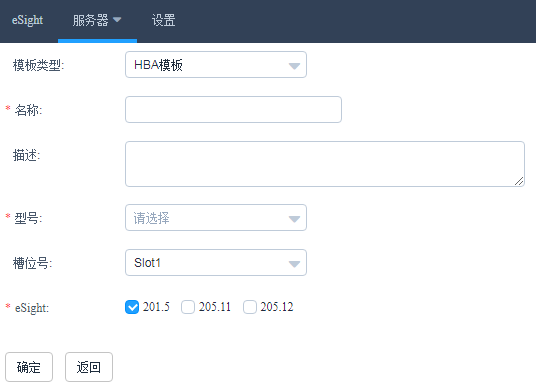 eSight 服务器 设置
模板类型: HBA模板
* 名称:
描述:
* 型号: 请选择
槽位号: Slot1
* eSight: 201.5 205.11 205.12
确定 返回